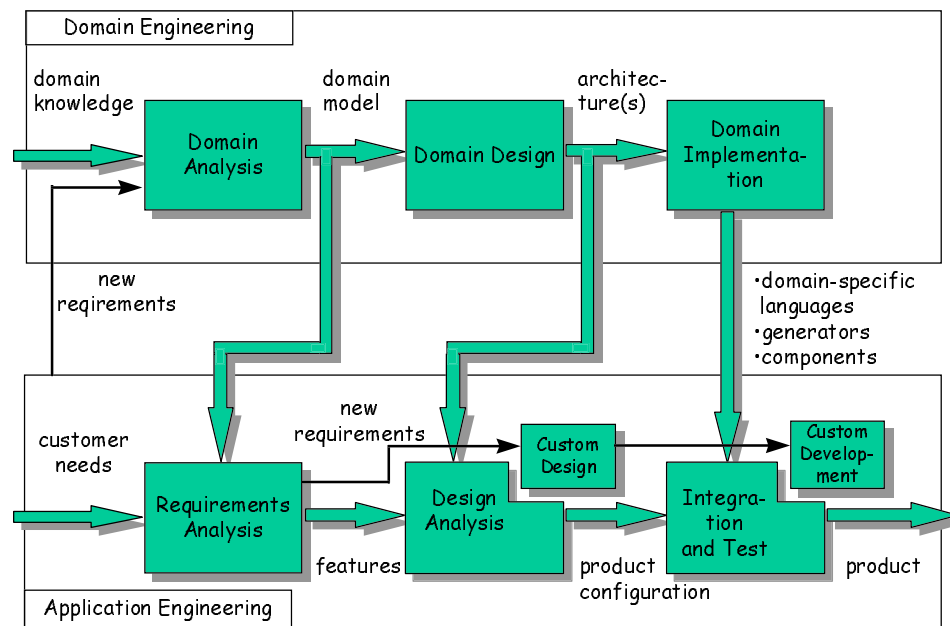 Domain Engineering
domain
knowledge
domain
model
architec-
ture(s)
Domain
Analysis
Domain Design
Domain
Implementa-
tion
new
reqirements
•domain-specific
languages
•generators
•components
customer
needs
new
requirements
Custom
Design
Custom
Develop-
ment
Requirements
Analysis
Design
Analysis
Integra-
tion
and Test
features
product
configuration
product
Application Engineering